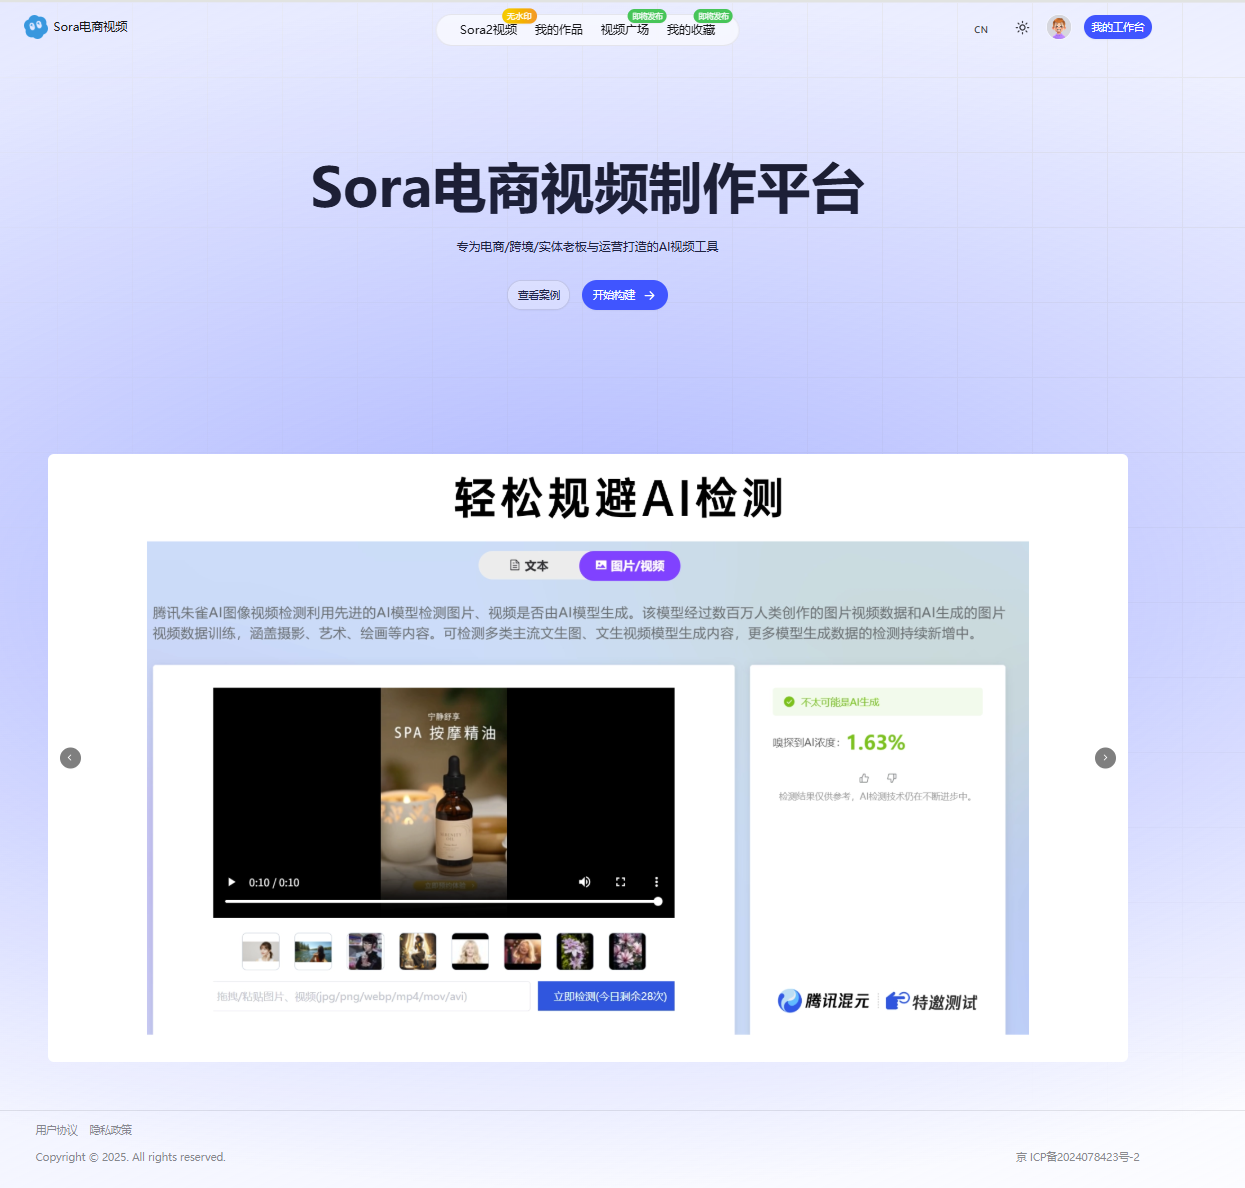 Sora电商视频
Sora2视频
无水印
我的作品
视频广场
即将发布
我的收藏
即将发布
CN
我的工作台
Sora电商视频制作平台
专为电商/跨境/实体老板与运营打造的AI视频工具
查看案例
开始构建
轻松规避AI检测
文本
图片/视频
腾讯朱雀AI图像视频检测利用先进的AI模型检测图片、视频是否由AI模型生成。该模型经过数百万人类创作的图片视频数据和AI生成的图片
视频数据训练，涵盖摄影、艺术、绘画等内容。可检测多类主流文生图、文生视频模型生成内容，更多模型生成数据的检测持续新增中。
宁静舒享
SPA 按摩精油
0:10 / 0:10
拖拽/粘贴图片、视频(jpg/png/webp/mp4/mov/avi)
立即检测(今日剩余28次)
不太可能是AI生成
嗅探到AI浓度：1.63%
检测结果仅供参考，AI检测技术仍在不断进步中。
腾讯混元
特邀测试
用户协议
隐私政策
Copyright © 2025. All rights reserved.
京 ICP备2024078423号-2